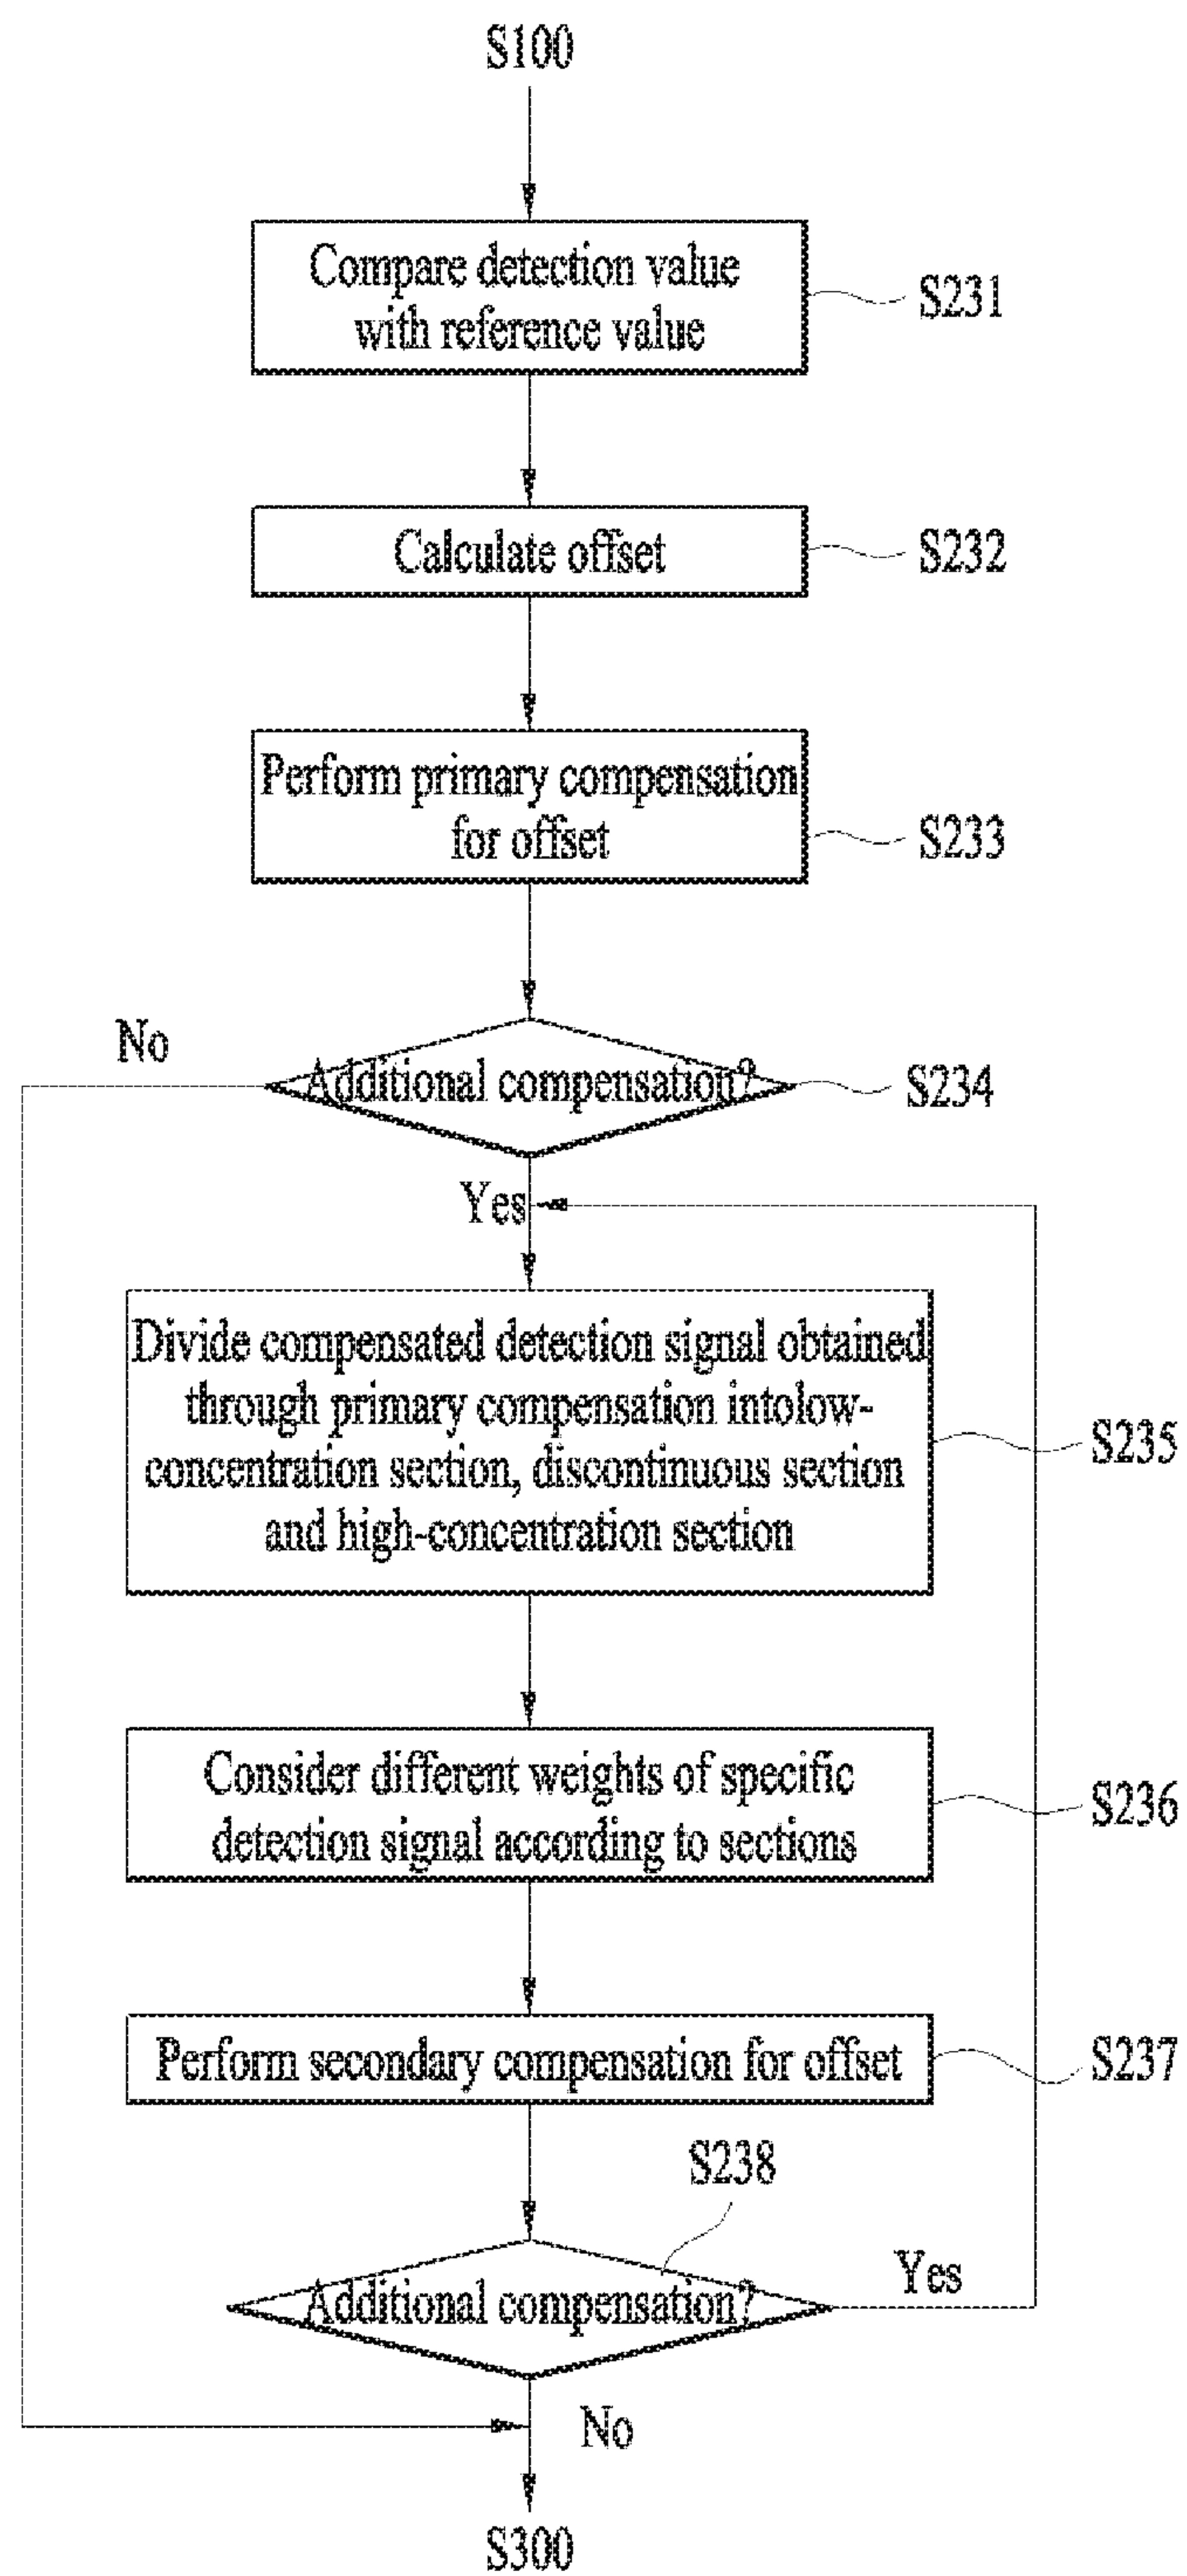 S100
Compare detection value
with reference value
S231
Calculate offset
S232
Perform primary compensation
for offset
S233
No
Additional compensation?
S234
Yes
Divide compensated detection signal obtained
through primary compensation intolow-
concentration section, discontinuous section
and high-concentration section
S235
Consider different weights of specific
detection signal according to sections
S236
Perform secondary compensation for offset
S237
S238
Additional compensation?
Yes
No
S300